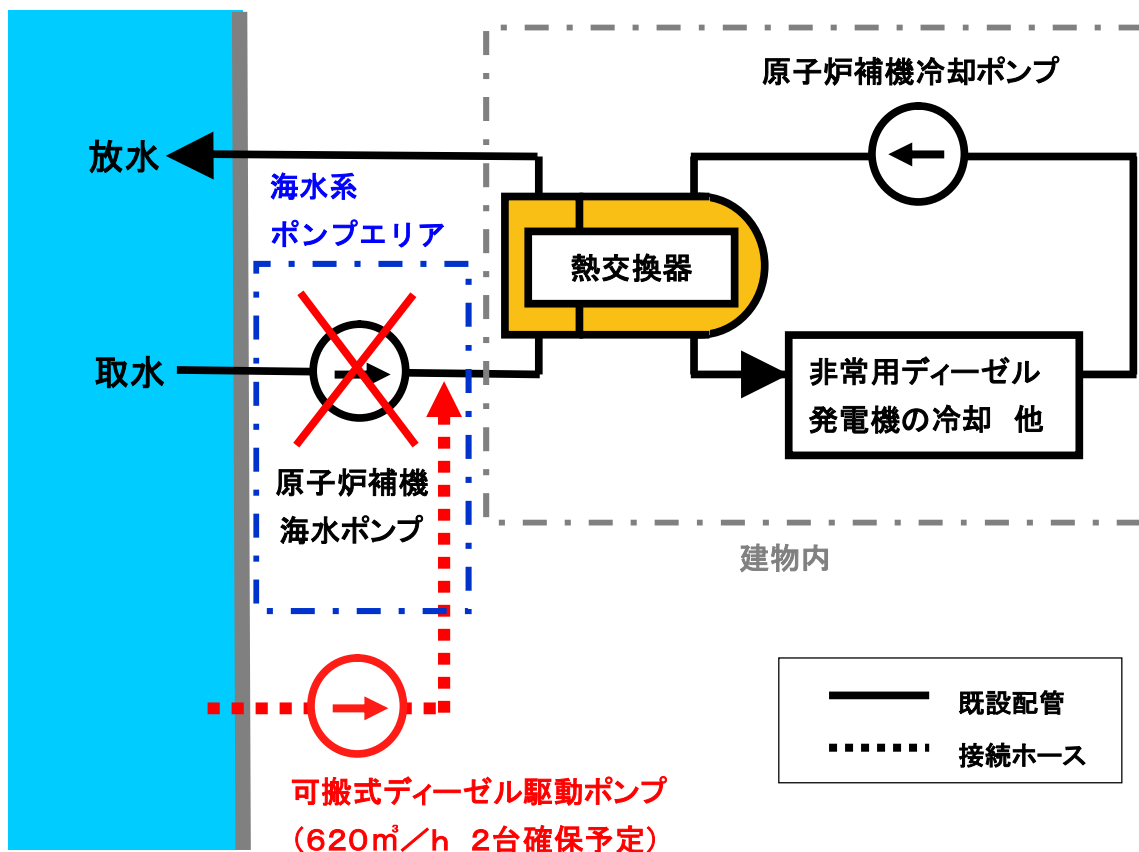 原子炉補機冷却ポンプ
放水
海水系
ポンプエリア
熱交換器
取水
非常用ディーゼル
発電機の冷却 他
原子炉補機
海水ポンプ
建物内
既設配管
接続ホース
可搬式ディーゼル駆動ポンプ
(620㎥/h 2台確保予定)